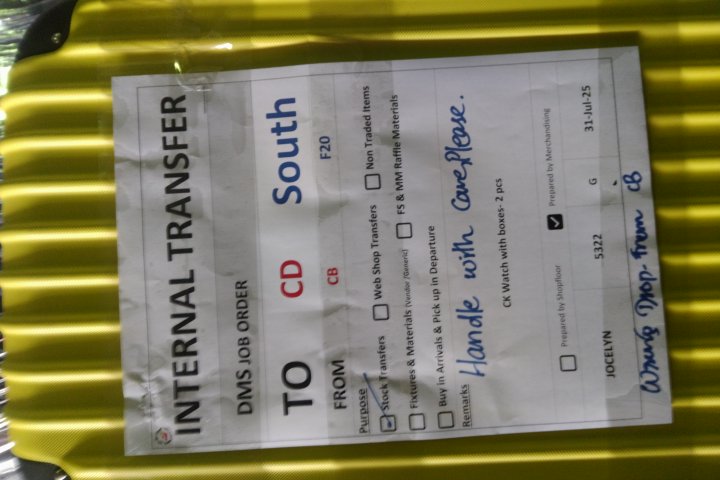 INTERNAL TRANSFER
DMS JOB ORDER
TO CD South
FROM CB F20
Purpose
Stock Transfers Web Shop Transfers Non Traded Items
Fixtures & Materials (Vendor /Generic) FS & MM Raffle Materials
Buy in Arrivals & Pick up in Departure
Remarks Handle with Care, Please.
CK Watch with boxes- 2 pcs
Prepared by Shopfloor Prepared by Merchandising
JOCELYN 5322 G 31-Jul-25
Wrong Drop-from CB